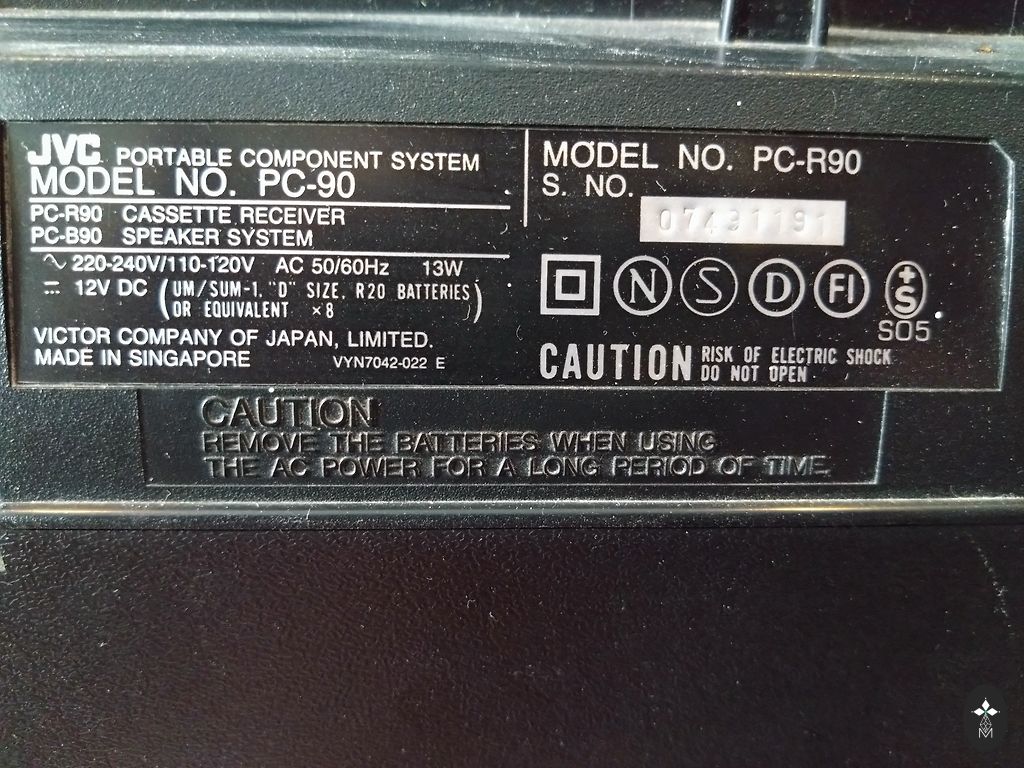 JVC PORTABLE COMPONENT SYSTEM
MODEL NO. PC-90
PC-R90 CASSETTE RECEIVER
PC-B90 SPEAKER SYSTEM
220-240V/110-120V AC 50/60Hz 13W
12V DC (UM/SUM-1, "D" SIZE, R20 BATTERIES
OR EQUIVALENT ×8)
VICTOR COMPANY OF JAPAN, LIMITED.
MADE IN SINGAPORE VYN7042-022 E
MODEL NO. PC-R90
S. NO.
07491191
N S D FI +S
S05
CAUTION RISK OF ELECTRIC SHOCK
DO NOT OPEN
CAUTION
REMOVE THE BATTERIES WHEN USING
THE AC POWER FOR A LONG PERIOD OF TIME.
M